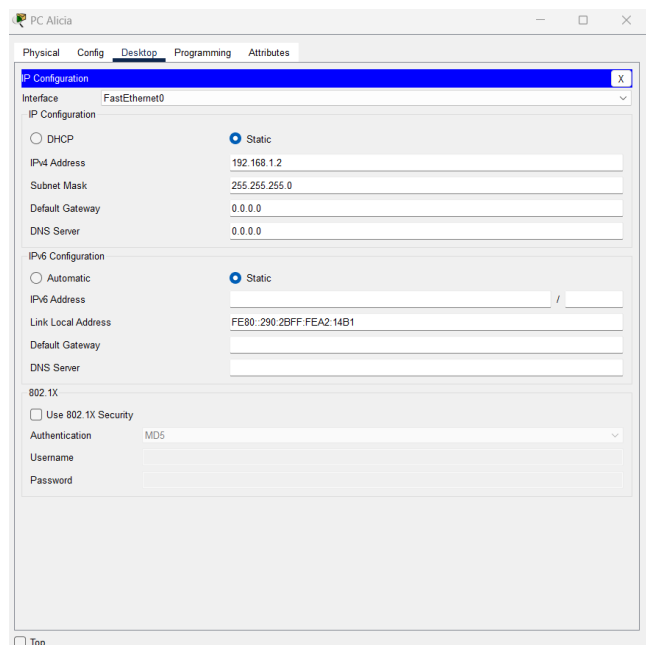 PC Alicia
Physical Config Desktop Programming Attributes
IP Configuration X
Interface FastEthernet0
IP Configuration
DHCP Static
IPv4 Address 192.168.1.2
Subnet Mask 255.255.255.0
Default Gateway 0.0.0.0
DNS Server 0.0.0.0
IPv6 Configuration
Automatic Static
IPv6 Address /
Link Local Address FE80::290:2BFF:FEA2:14B1
Default Gateway
DNS Server
802.1X
Use 802.1X Security
Authentication MD5
Username
Password
Top